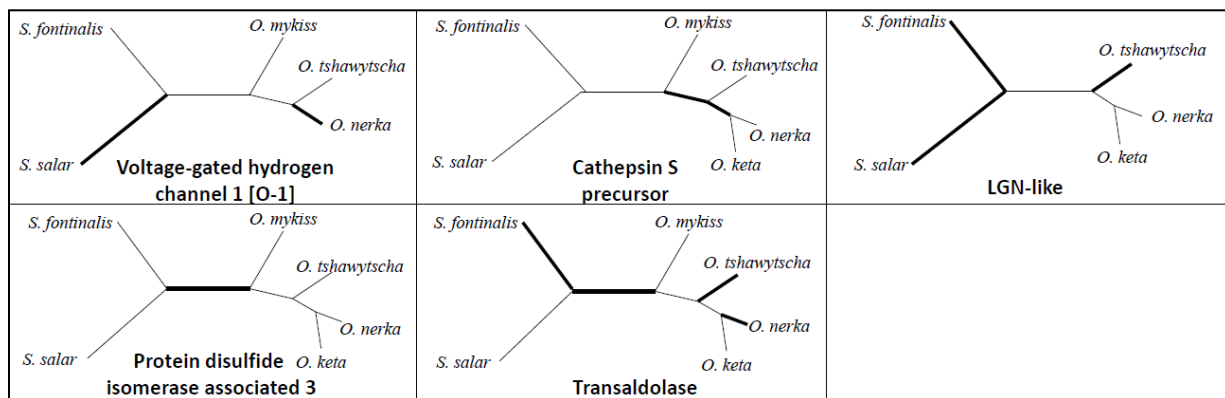 S. fontinalis
O. mykiss
O. tshawytscha
O. nerka
S. salar
Voltage-gated hydrogen
channel 1 [O-1]
S. fontinalis
O. mykiss
O. tshawytscha
O. nerka
O. keta
S. salar
Cathepsin S
precursor
S. fontinalis
O. tshawytscha
O. nerka
O. keta
S. salar
LGN-like
S. fontinalis
O. mykiss
O. tshawytscha
O. nerka
O. keta
S. salar
Protein disulfide
isomerase associated 3
S. fontinalis
O. mykiss
O. tshawytscha
O. nerka
O. keta
S. salar
Transaldolase